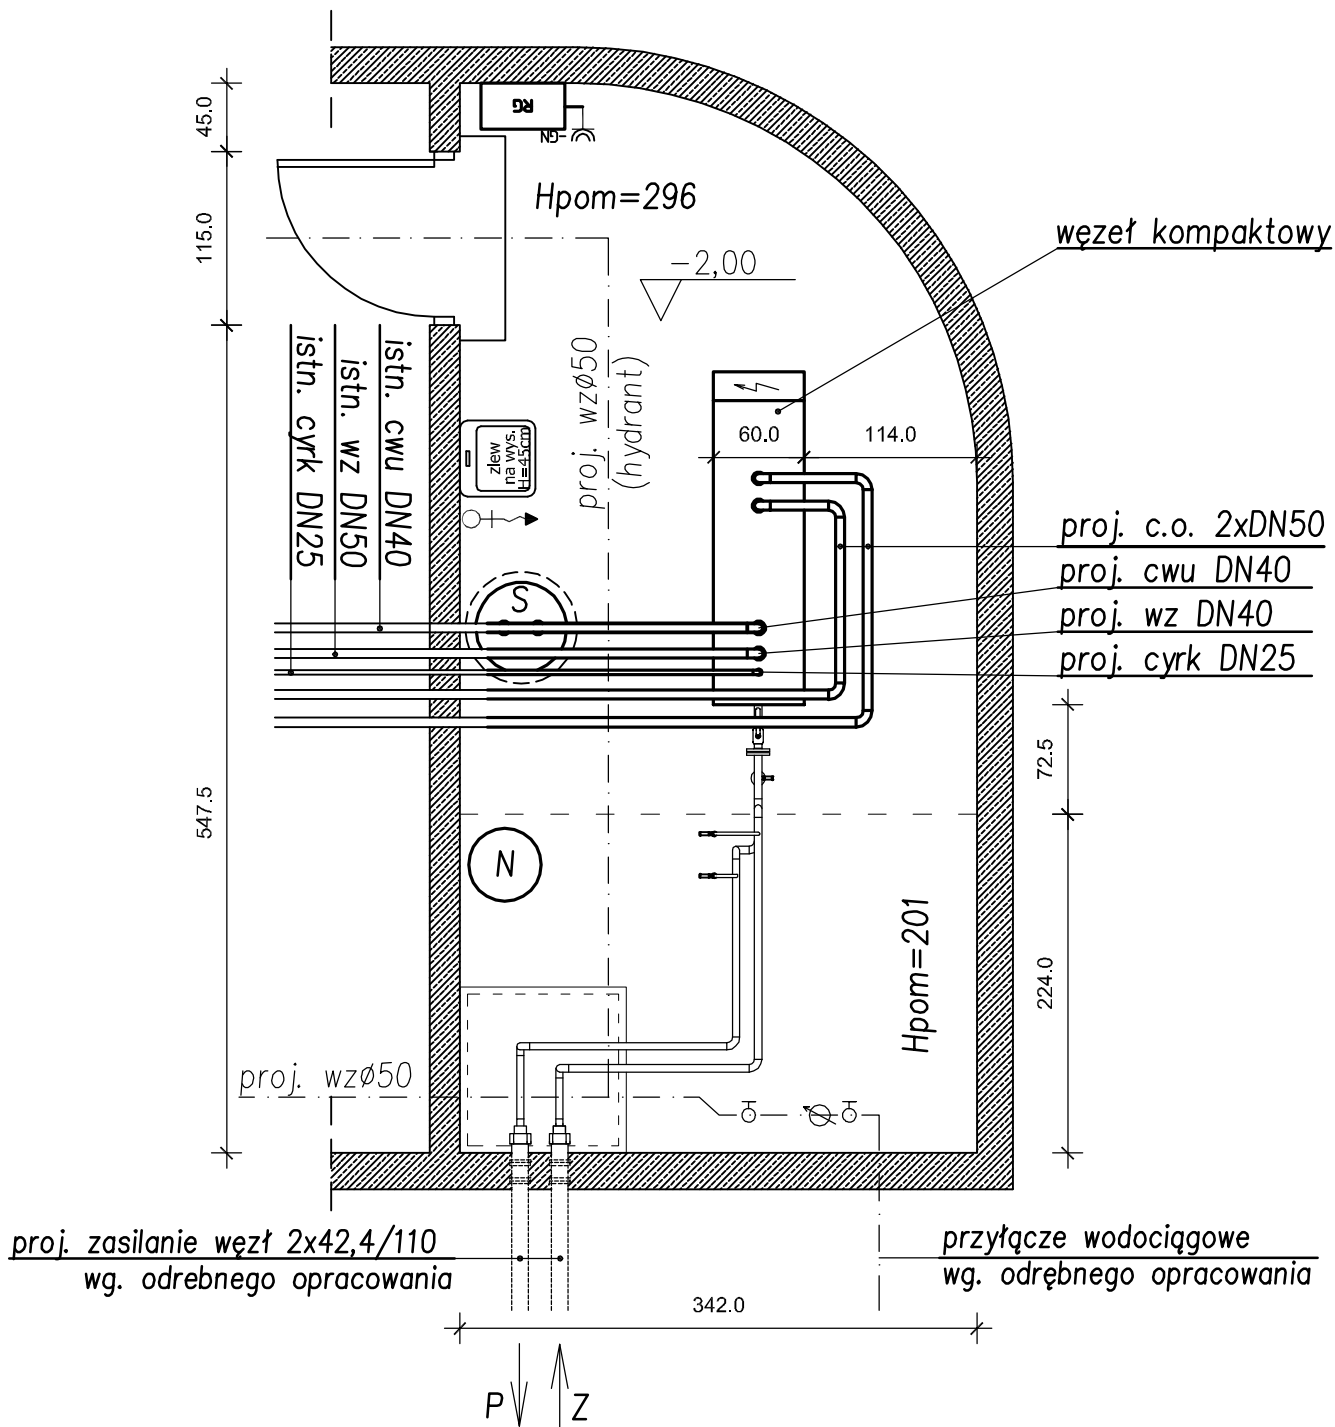 45.0
115.0
547.5
RG
-GN
Hpom=296
-2,00
węzeł kompaktowy
istn. cwu DN40
istn. wz DN50
istn. cyrk DN25
proj. wzø50
(hydrant)
zlew
na wys.
H=45cm
60.0
114.0
proj. c.o. 2xDN50
proj. cwu DN40
proj. wz DN40
proj. cyrk DN25
S
72.5
N
Hpom=201
224.0
proj. wzø50
proj. zasilanie węzł 2x42,4/110
wg. odrebnego opracowania
przyłącze wodociągowe
wg. odrębnego opracowania
342.0
P
Z